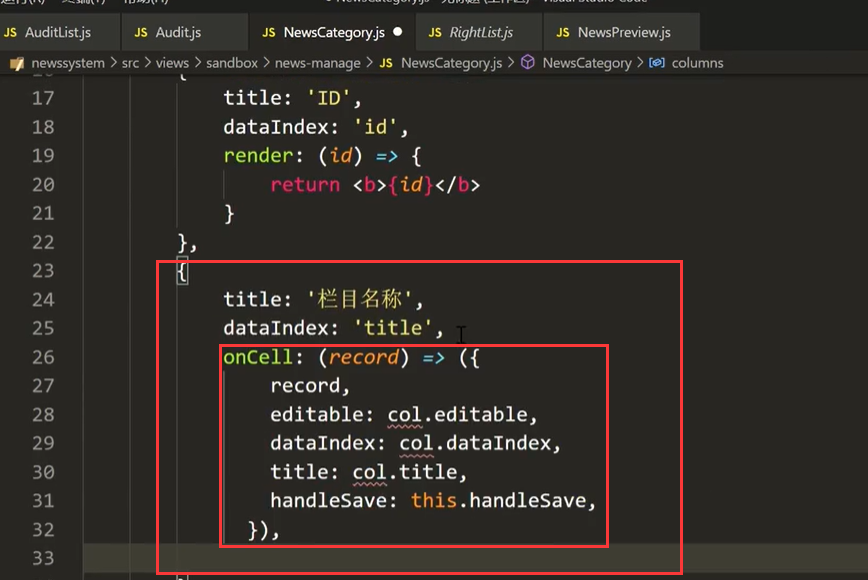 JS AuditList.js JS Audit.js JS NewsCategory.js JS RightList.js JS NewsPreview.js
newssystem > src > views > sandbox > news-manage > JS NewsCategory.js > NewsCategory > columns
17 title: 'ID',
18 dataIndex: 'id',
19 render: (id) => {
20 return <b>{id}</b>
21 }
22 },
23 {
24 title: '栏目名称',
25 dataIndex: 'title',
26 onCell: (record) => ({
27 record,
28 editable: col.editable,
29 dataIndex: col.dataIndex,
30 title: col.title,
31 handleSave: this.handleSave,
32 }),
33